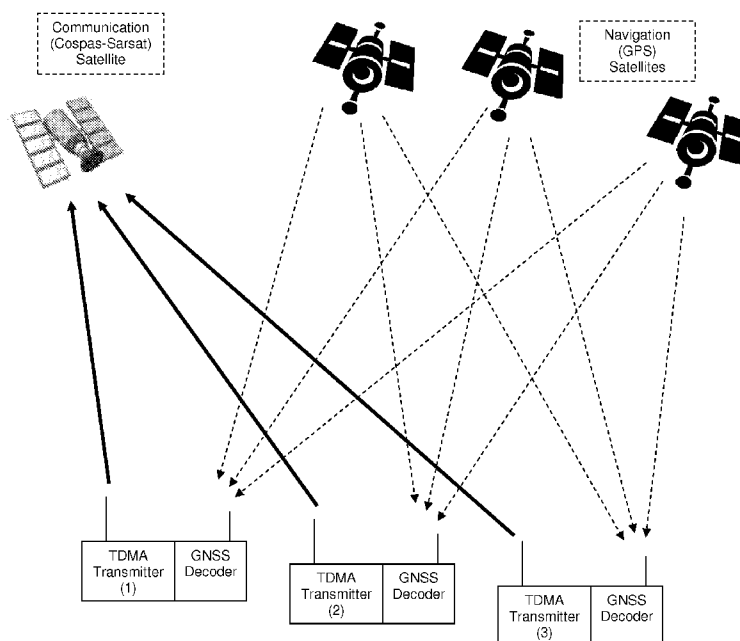 Communication
(Cospas-Sarsat)
Satellite
Navigation
(GPS)
Satellites
TDMA
Transmitter
(1)
GNSS
Decoder
TDMA
Transmitter
(2)
GNSS
Decoder
TDMA
Transmitter
(3)
GNSS
Decoder